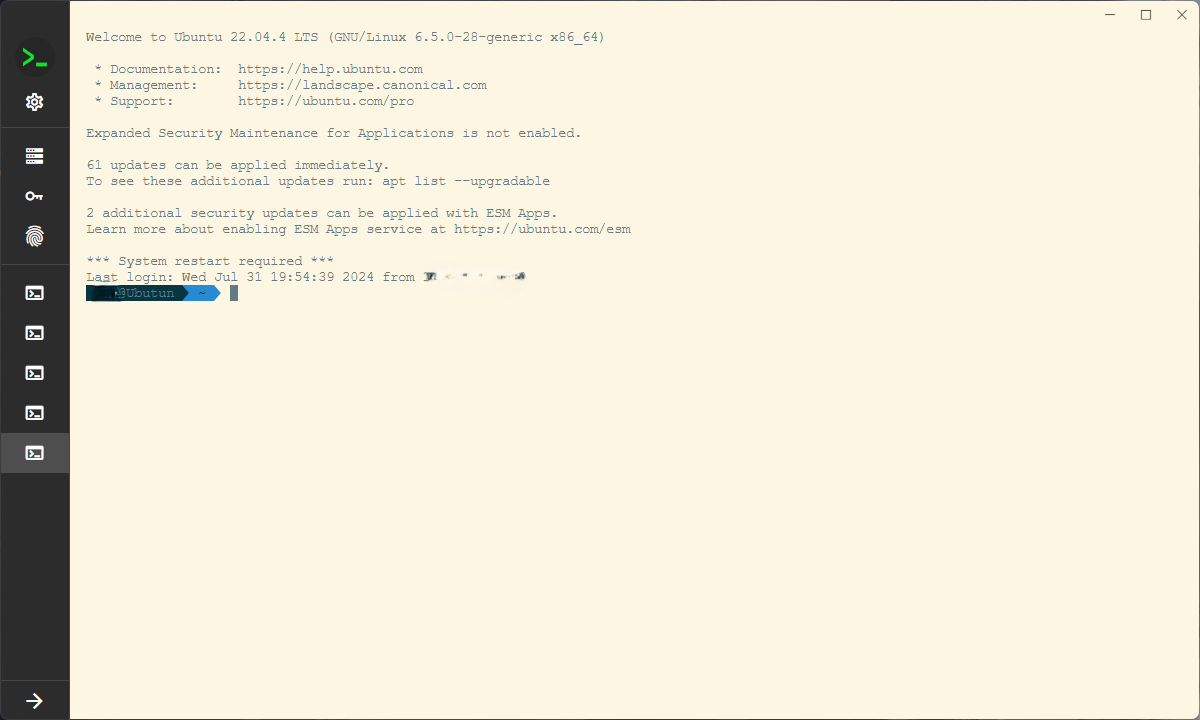 Welcome to Ubuntu 22.04.4 LTS (GNU/Linux 6.5.0-28-generic x86_64)
* Documentation: https://help.ubuntu.com
* Management: https://landscape.canonical.com
* Support: https://ubuntu.com/pro
Expanded Security Maintenance for Applications is not enabled.
61 updates can be applied immediately.
To see these additional updates run: apt list --upgradable
2 additional security updates can be applied with ESM Apps.
Learn more about enabling ESM Apps service at https://ubuntu.com/esm
*** System restart required ***
Last login: Wed Jul 31 19:54:39 2024 from
@Ubutun ~